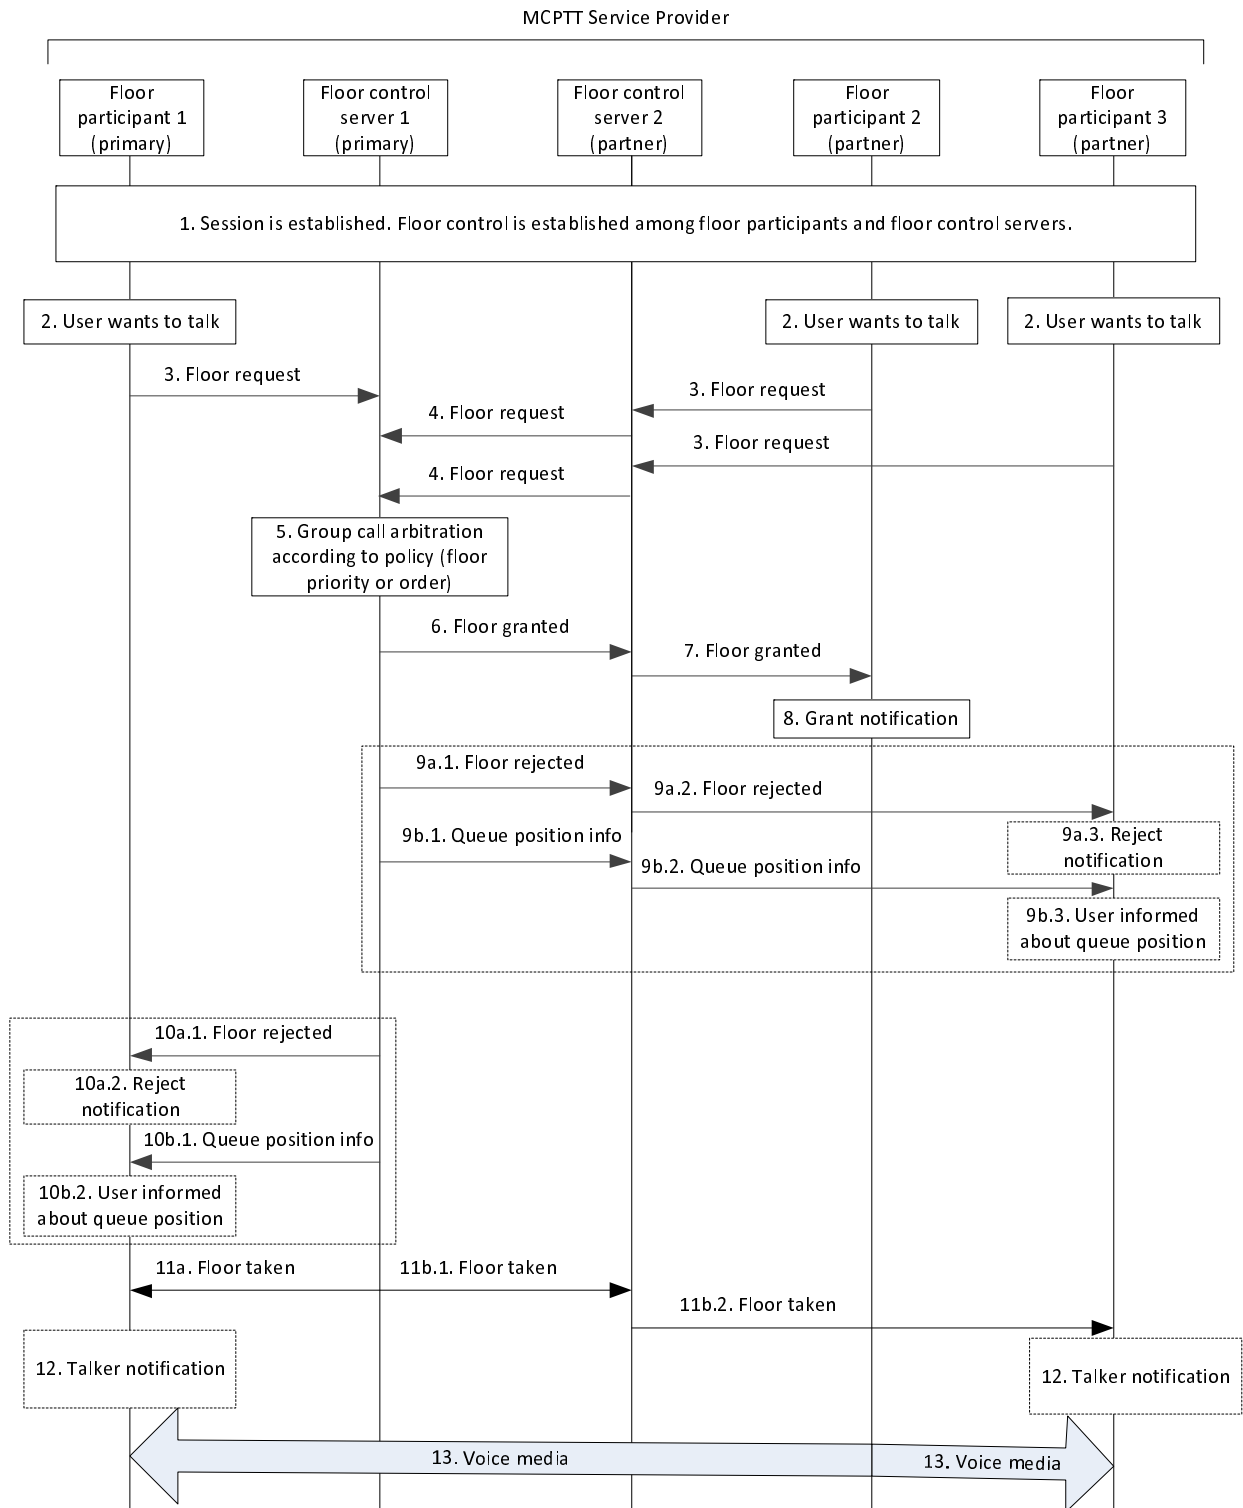 MCPTT Service Provider
Floor
participant 1
(primary)
Floor control
server 1
(primary)
Floor control
server 2
(partner)
Floor
participant 2
(partner)
Floor
participant 3
(partner)
1. Session is established. Floor control is established among floor participants and floor control servers.
2. User wants to talk
2. User wants to talk
2. User wants to talk
3. Floor request
3. Floor request
4. Floor request
3. Floor request
4. Floor request
5. Group call arbitration
according to policy (floor
priority or order)
6. Floor granted
7. Floor granted
8. Grant notification
9a.1. Floor rejected
9a.2. Floor rejected
9a.3. Reject
notification
9b.1. Queue position info
9b.2. Queue position info
9b.3. User informed
about queue position
10a.1. Floor rejected
10a.2. Reject
notification
10b.1. Queue position info
10b.2. User informed
about queue position
11a. Floor taken
11b.1. Floor taken
11b.2. Floor taken
12. Talker notification
12. Talker notification
13. Voice media
13. Voice media